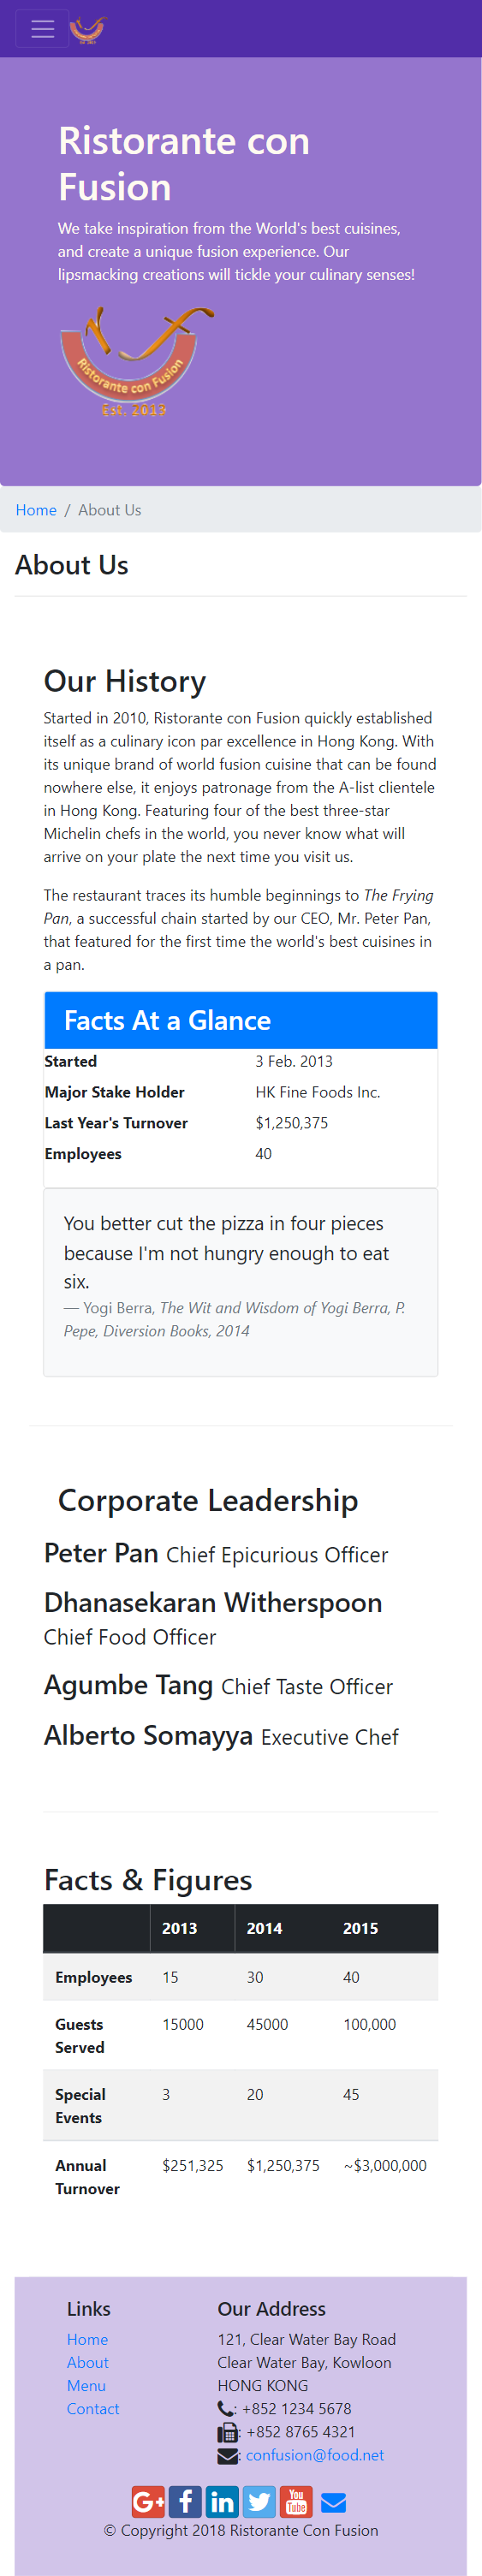 Ristorante con
Fusion
We take inspiration from the World's best cuisines,
and create a unique fusion experience. Our
lipsmacking creations will tickle your culinary senses!
Ristorante con Fusion
Est. 2013
Home / About Us
About Us
Our History
Started in 2010, Ristorante con Fusion quickly established
itself as a culinary icon par excellence in Hong Kong. With
its unique brand of world fusion cuisine that can be found
nowhere else, it enjoys patronage from the A-list clientele
in Hong Kong. Featuring four of the best three-star
Michelin chefs in the world, you never know what will
arrive on your plate the next time you visit us.
The restaurant traces its humble beginnings to The Frying
Pan, a successful chain started by our CEO, Mr. Peter Pan,
that featured for the first time the world's best cuisines in
a pan.
Facts At a Glance
Started 3 Feb. 2013
Major Stake Holder HK Fine Foods Inc.
Last Year's Turnover $1,250,375
Employees 40
You better cut the pizza in four pieces
because I'm not hungry enough to eat
six.
— Yogi Berra, The Wit and Wisdom of Yogi Berra, P.
Pepe, Diversion Books, 2014
Corporate Leadership
Peter Pan Chief Epicurious Officer
Dhanasekaran Witherspoon
Chief Food Officer
Agumbe Tang Chief Taste Officer
Alberto Somayya Executive Chef
Facts & Figures
2013 2014 2015
Employees 15 30 40
Guests Served 15000 45000 100,000
Special Events 3 20 45
Annual Turnover $251,325 $1,250,375 ~$3,000,000
Links
Home
About
Menu
Contact
Our Address
121, Clear Water Bay Road
Clear Water Bay, Kowloon
HONG KONG
: +852 1234 5678
: +852 8765 4321
: confusion@food.net
G+ f in You Tube
© Copyright 2018 Ristorante Con Fusion